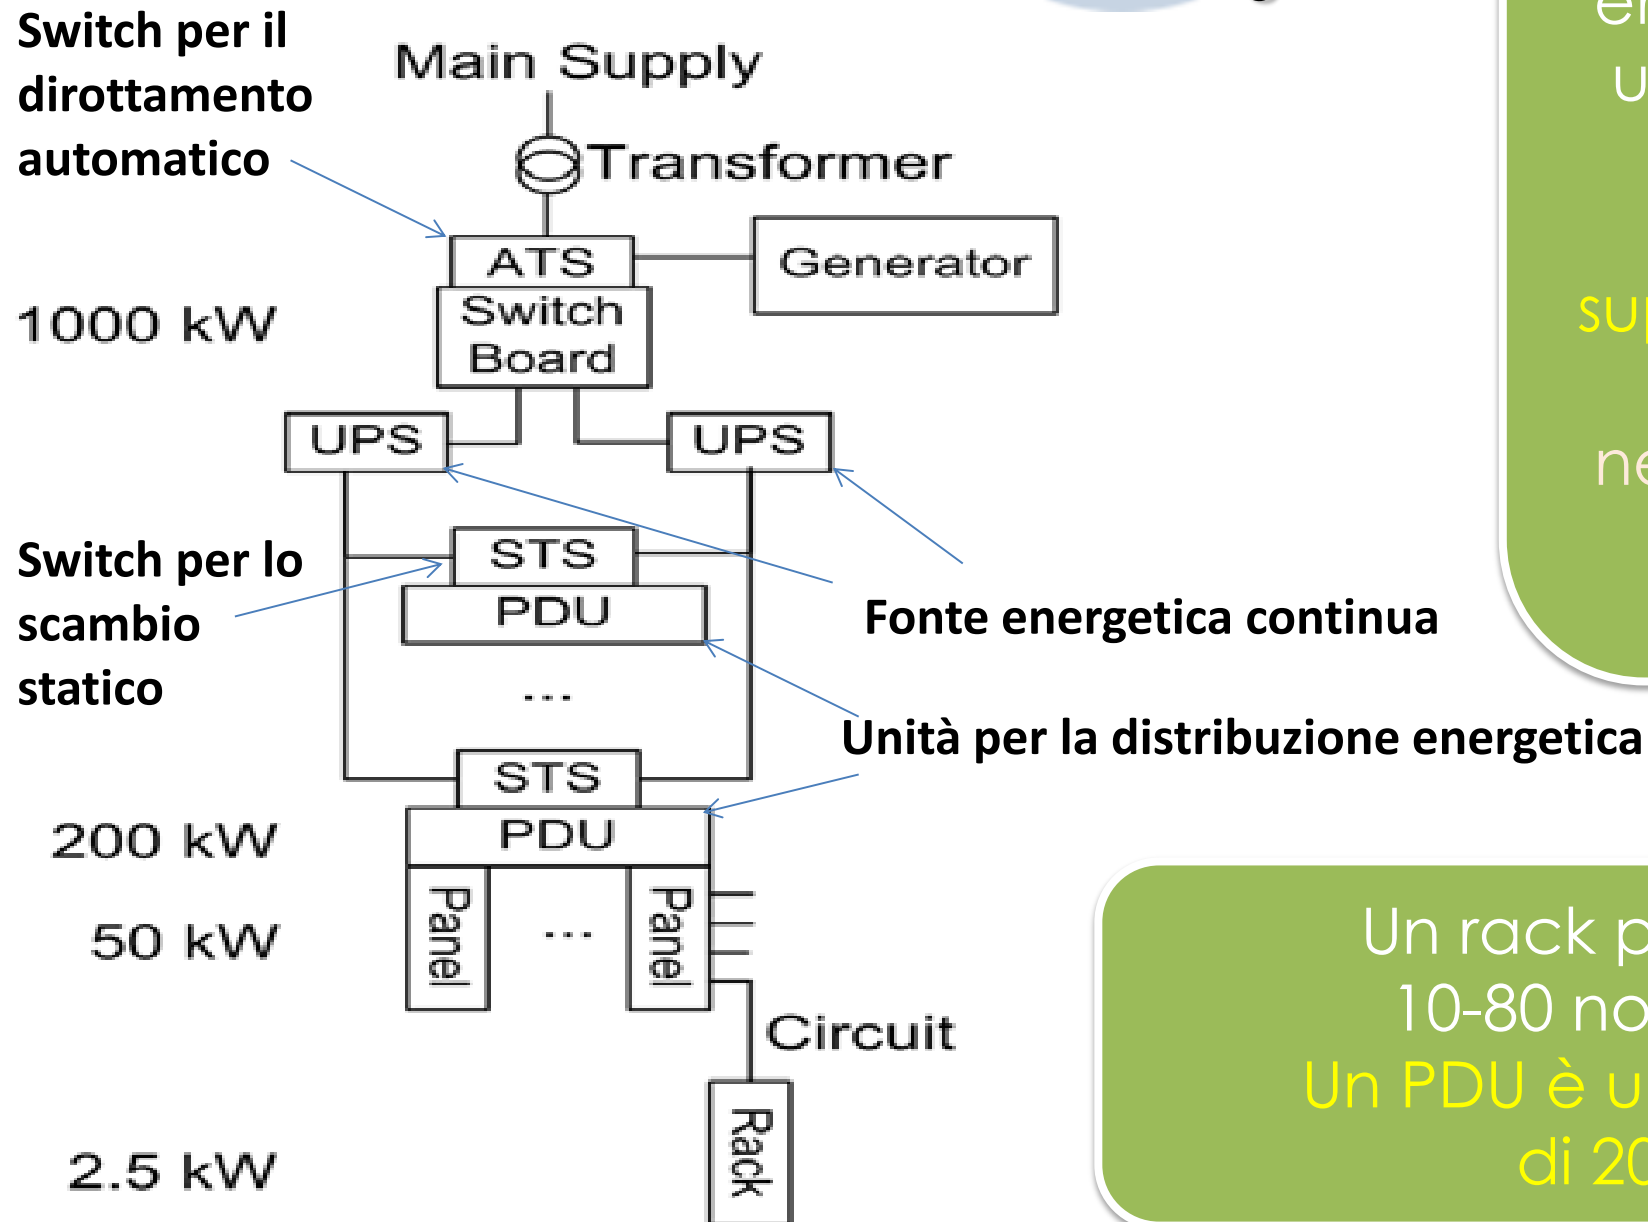 Switch per il
dirottamento
automatico
Main Supply
Transformer
ATS
Generator
1000 kW
Switch
Board
UPS
UPS
Switch per lo
scambio
statico
STS
PDU
Fonte energetica continua
...
Unità per la distribuzione energetica
STS
200 kW
PDU
50 kW
Panel
...
Panel
Circuit
2.5 kW
Rack
Un rack
10-80
Un PDU è
di